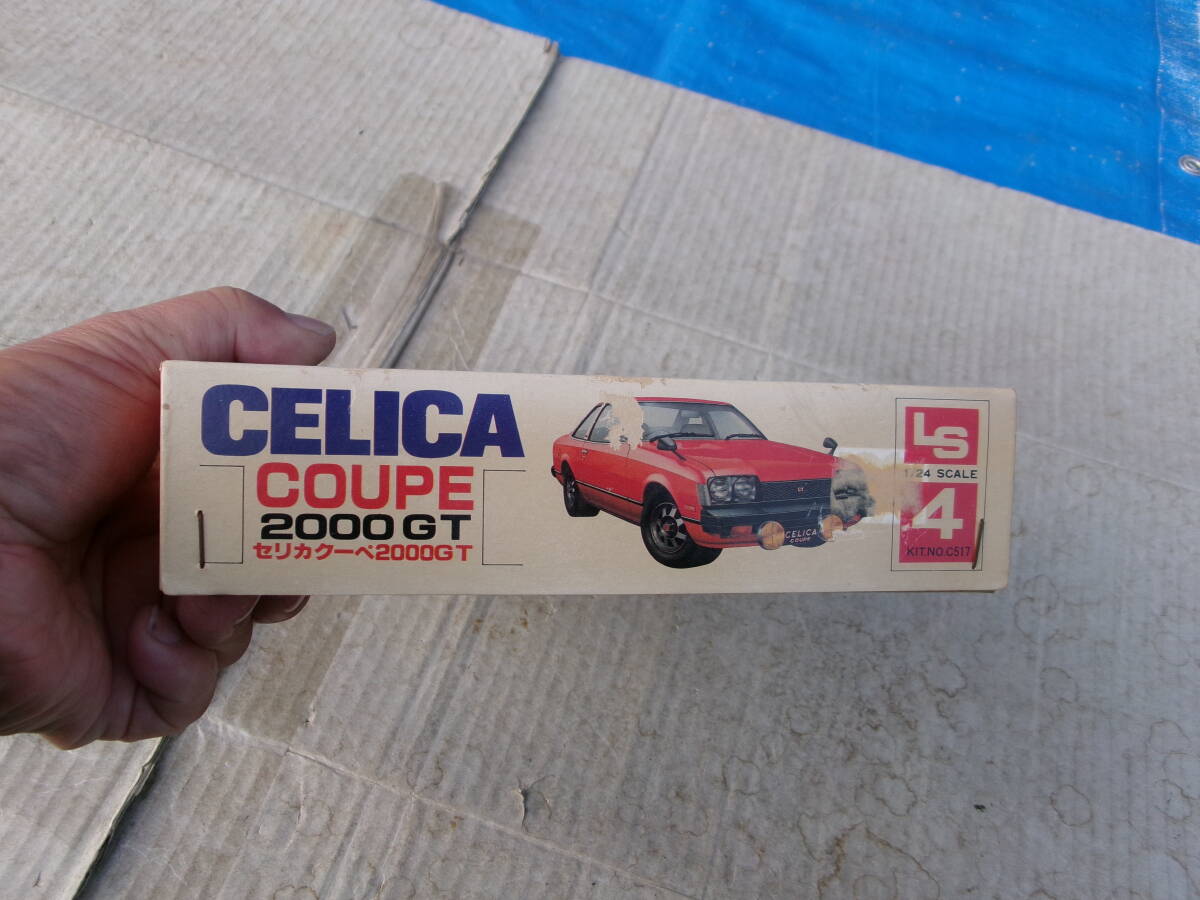 CELICA
COUPE
2000 GT
セリカクーペ2000GT
CELICA
COUPE
LS
1/24 SCALE
4
KIT.NO.C517